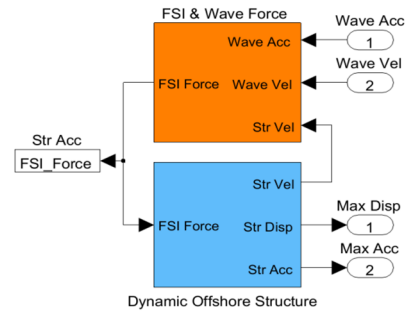 FSI & Wave Force
Wave Acc
Wave Acc
1
Wave Vel
FSI Force
Wave Vel
2
Str Acc
Str Vel
FSI_Force
Str Vel
Max Disp
FSI Force
Str Disp
1
Max Acc
Str Acc
2
Dynamic Offshore Structure